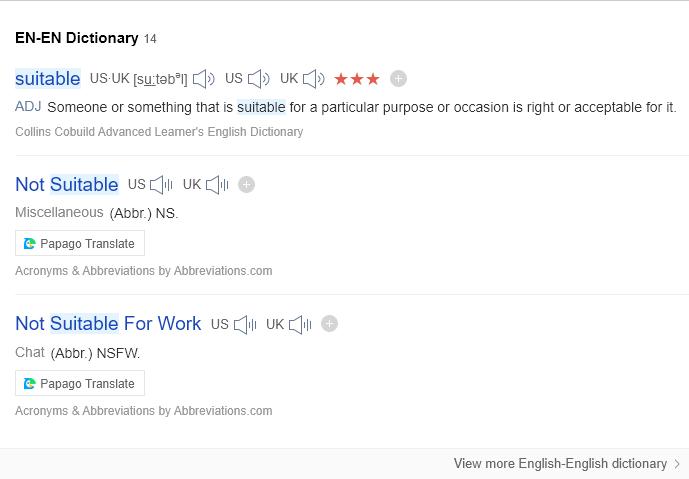 EN-EN Dictionary 14
suitable US·UK [su:təbᵊl] US UK
ADJ Someone or something that is suitable for a particular purpose or occasion is right or acceptable for it.
Collins Cobuild Advanced Learner's English Dictionary
Not Suitable US UK
Miscellaneous (Abbr.) NS.
Papago Translate
Acronyms & Abbreviations by Abbreviations.com
Not Suitable For Work US UK
Chat (Abbr.) NSFW.
Papago Translate
Acronyms & Abbreviations by Abbreviations.com
View more English-English dictionary